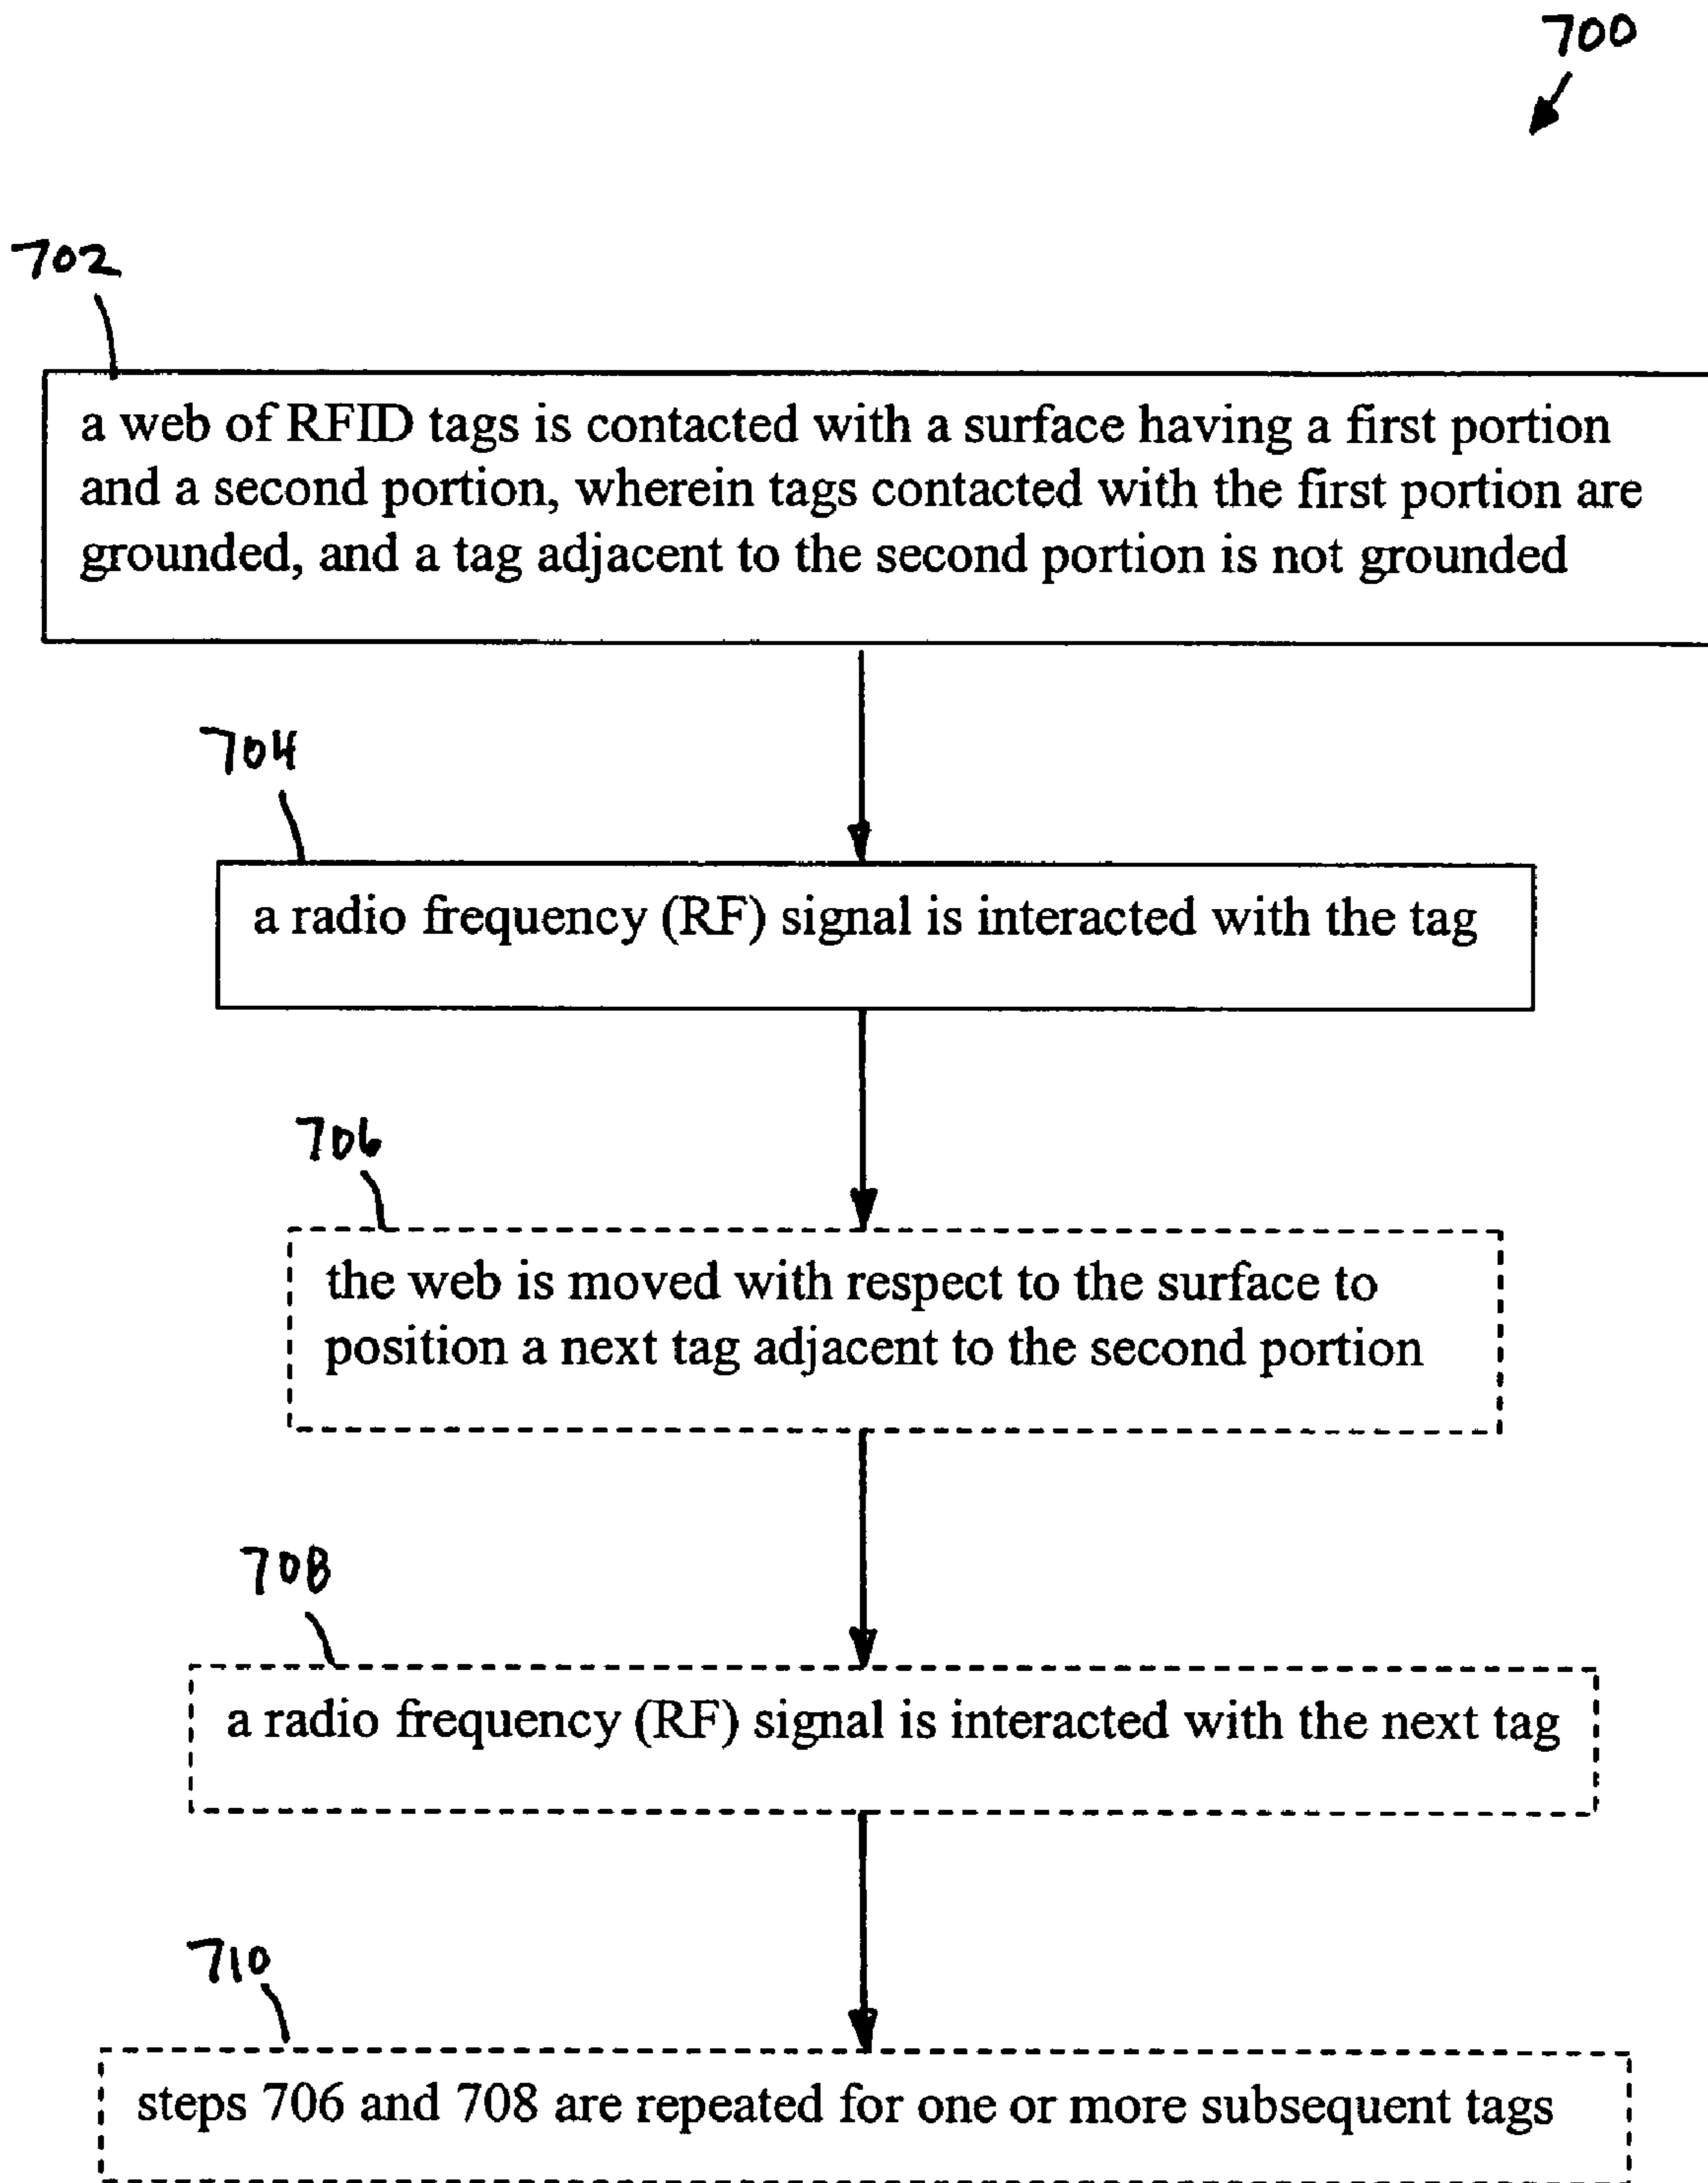 700
702
a web of RFID tags is contacted with a surface having a first portion
and a second portion, wherein tags contacted with the first portion are
grounded, and a tag adjacent to the second portion is not grounded
704
a radio frequency (RF) signal is interacted with the tag
706
the web is moved with respect to the surface to
position a next tag adjacent to the second portion
708
a radio frequency (RF) signal is interacted with the next tag
710
steps 706 and 708 are repeated for one or more subsequent tags